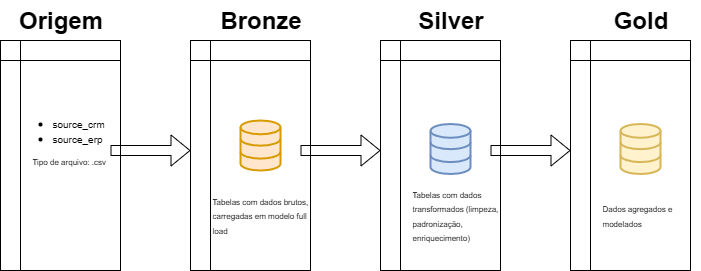 Origem
Bronze
Silver
Gold
source_crm
source_erp
Tipo de arquivo: .csv
Tabelas com dados brutos,
carregadas em modelo full
load
Tabelas com dados
transformados (limpeza,
padronização,
enriquecimento)
Dados agregados e
modelados